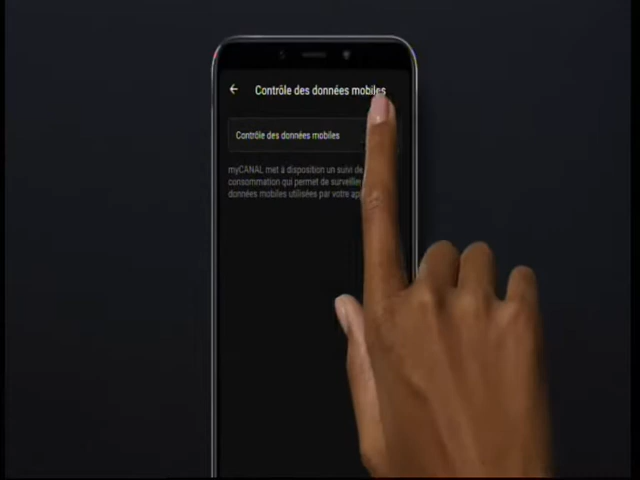 Contrôle des données mobiles
Contrôle des données mobiles
myCANAL met à disposition un suivi de
consommation qui permet de surveiller
données mobiles utilisées par votre